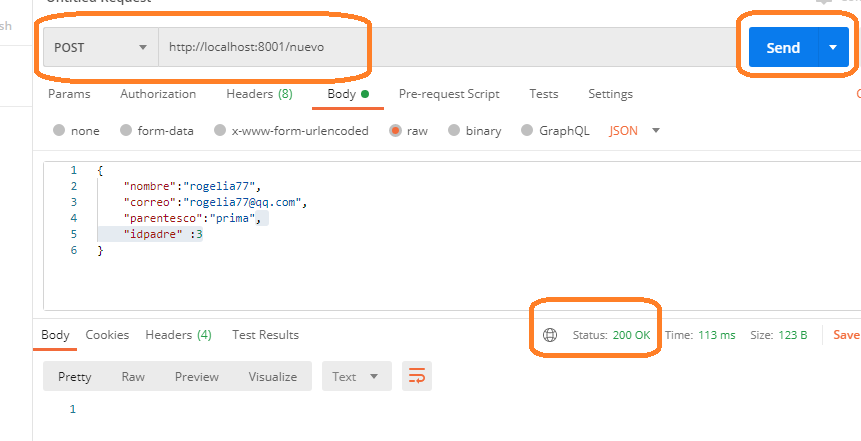 Untitled Request
sh
POST http://localhost:8001/nuevo Send
Params Authorization Headers (8) Body Pre-request Script Tests Settings
none form-data x-www-form-urlencoded raw binary GraphQL JSON
1 {
2 "nombre":"rogelia77",
3 "correo":"rogelia77@qq.com",
4 "parentesco":"prima",
5 "idpadre" :3
6 }
Body Cookies Headers (4) Test Results Status: 200 OK Time: 113 ms Size: 123 B Save
Pretty Raw Preview Visualize Text
1